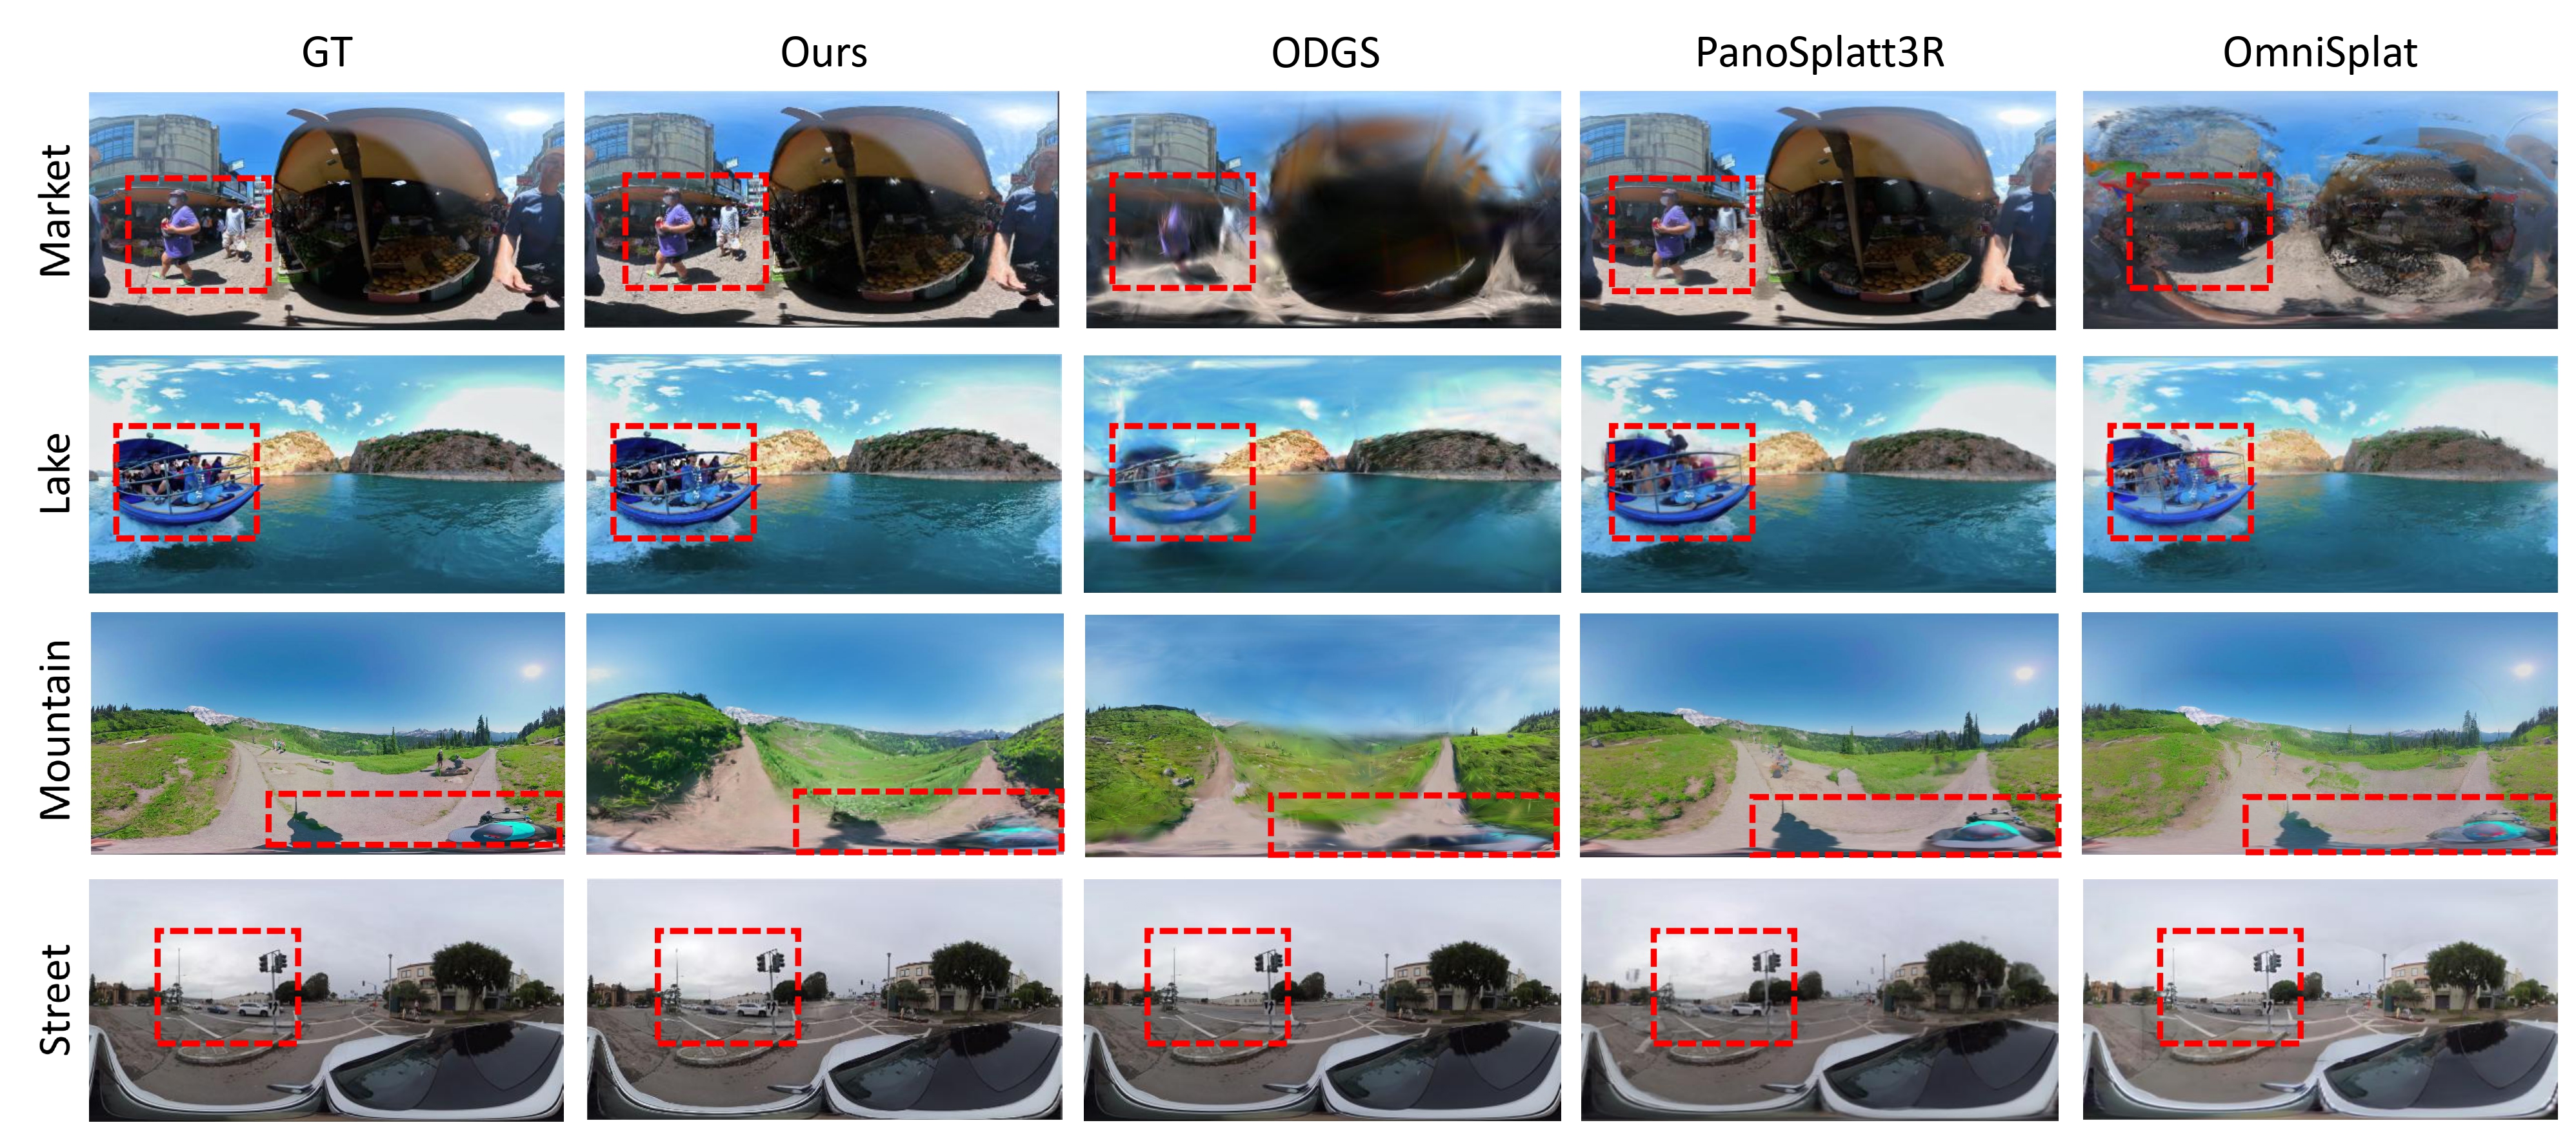 GT Ours ODGS PanoSplatt3R OmniSplat
Market
Lake
Mountain
Street